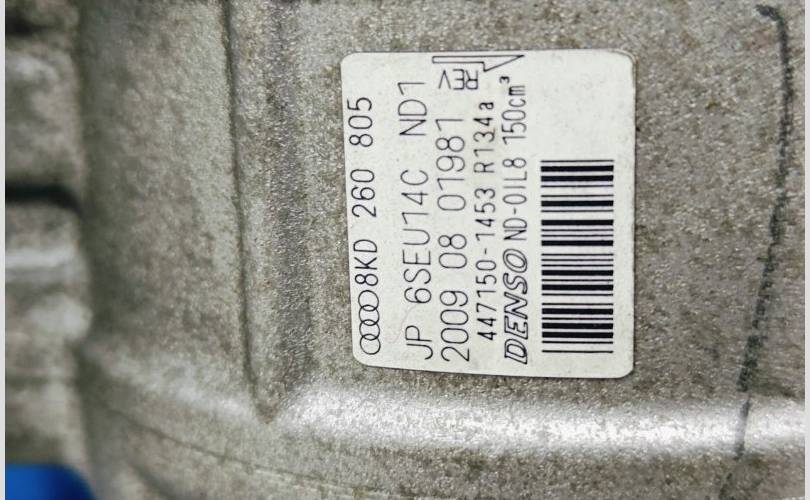 8KD 260 805
JP 6SEU14C ND1
2009 08 01981 REV
447150-1453 R134a
DENSO ND-OIL8 150cm³